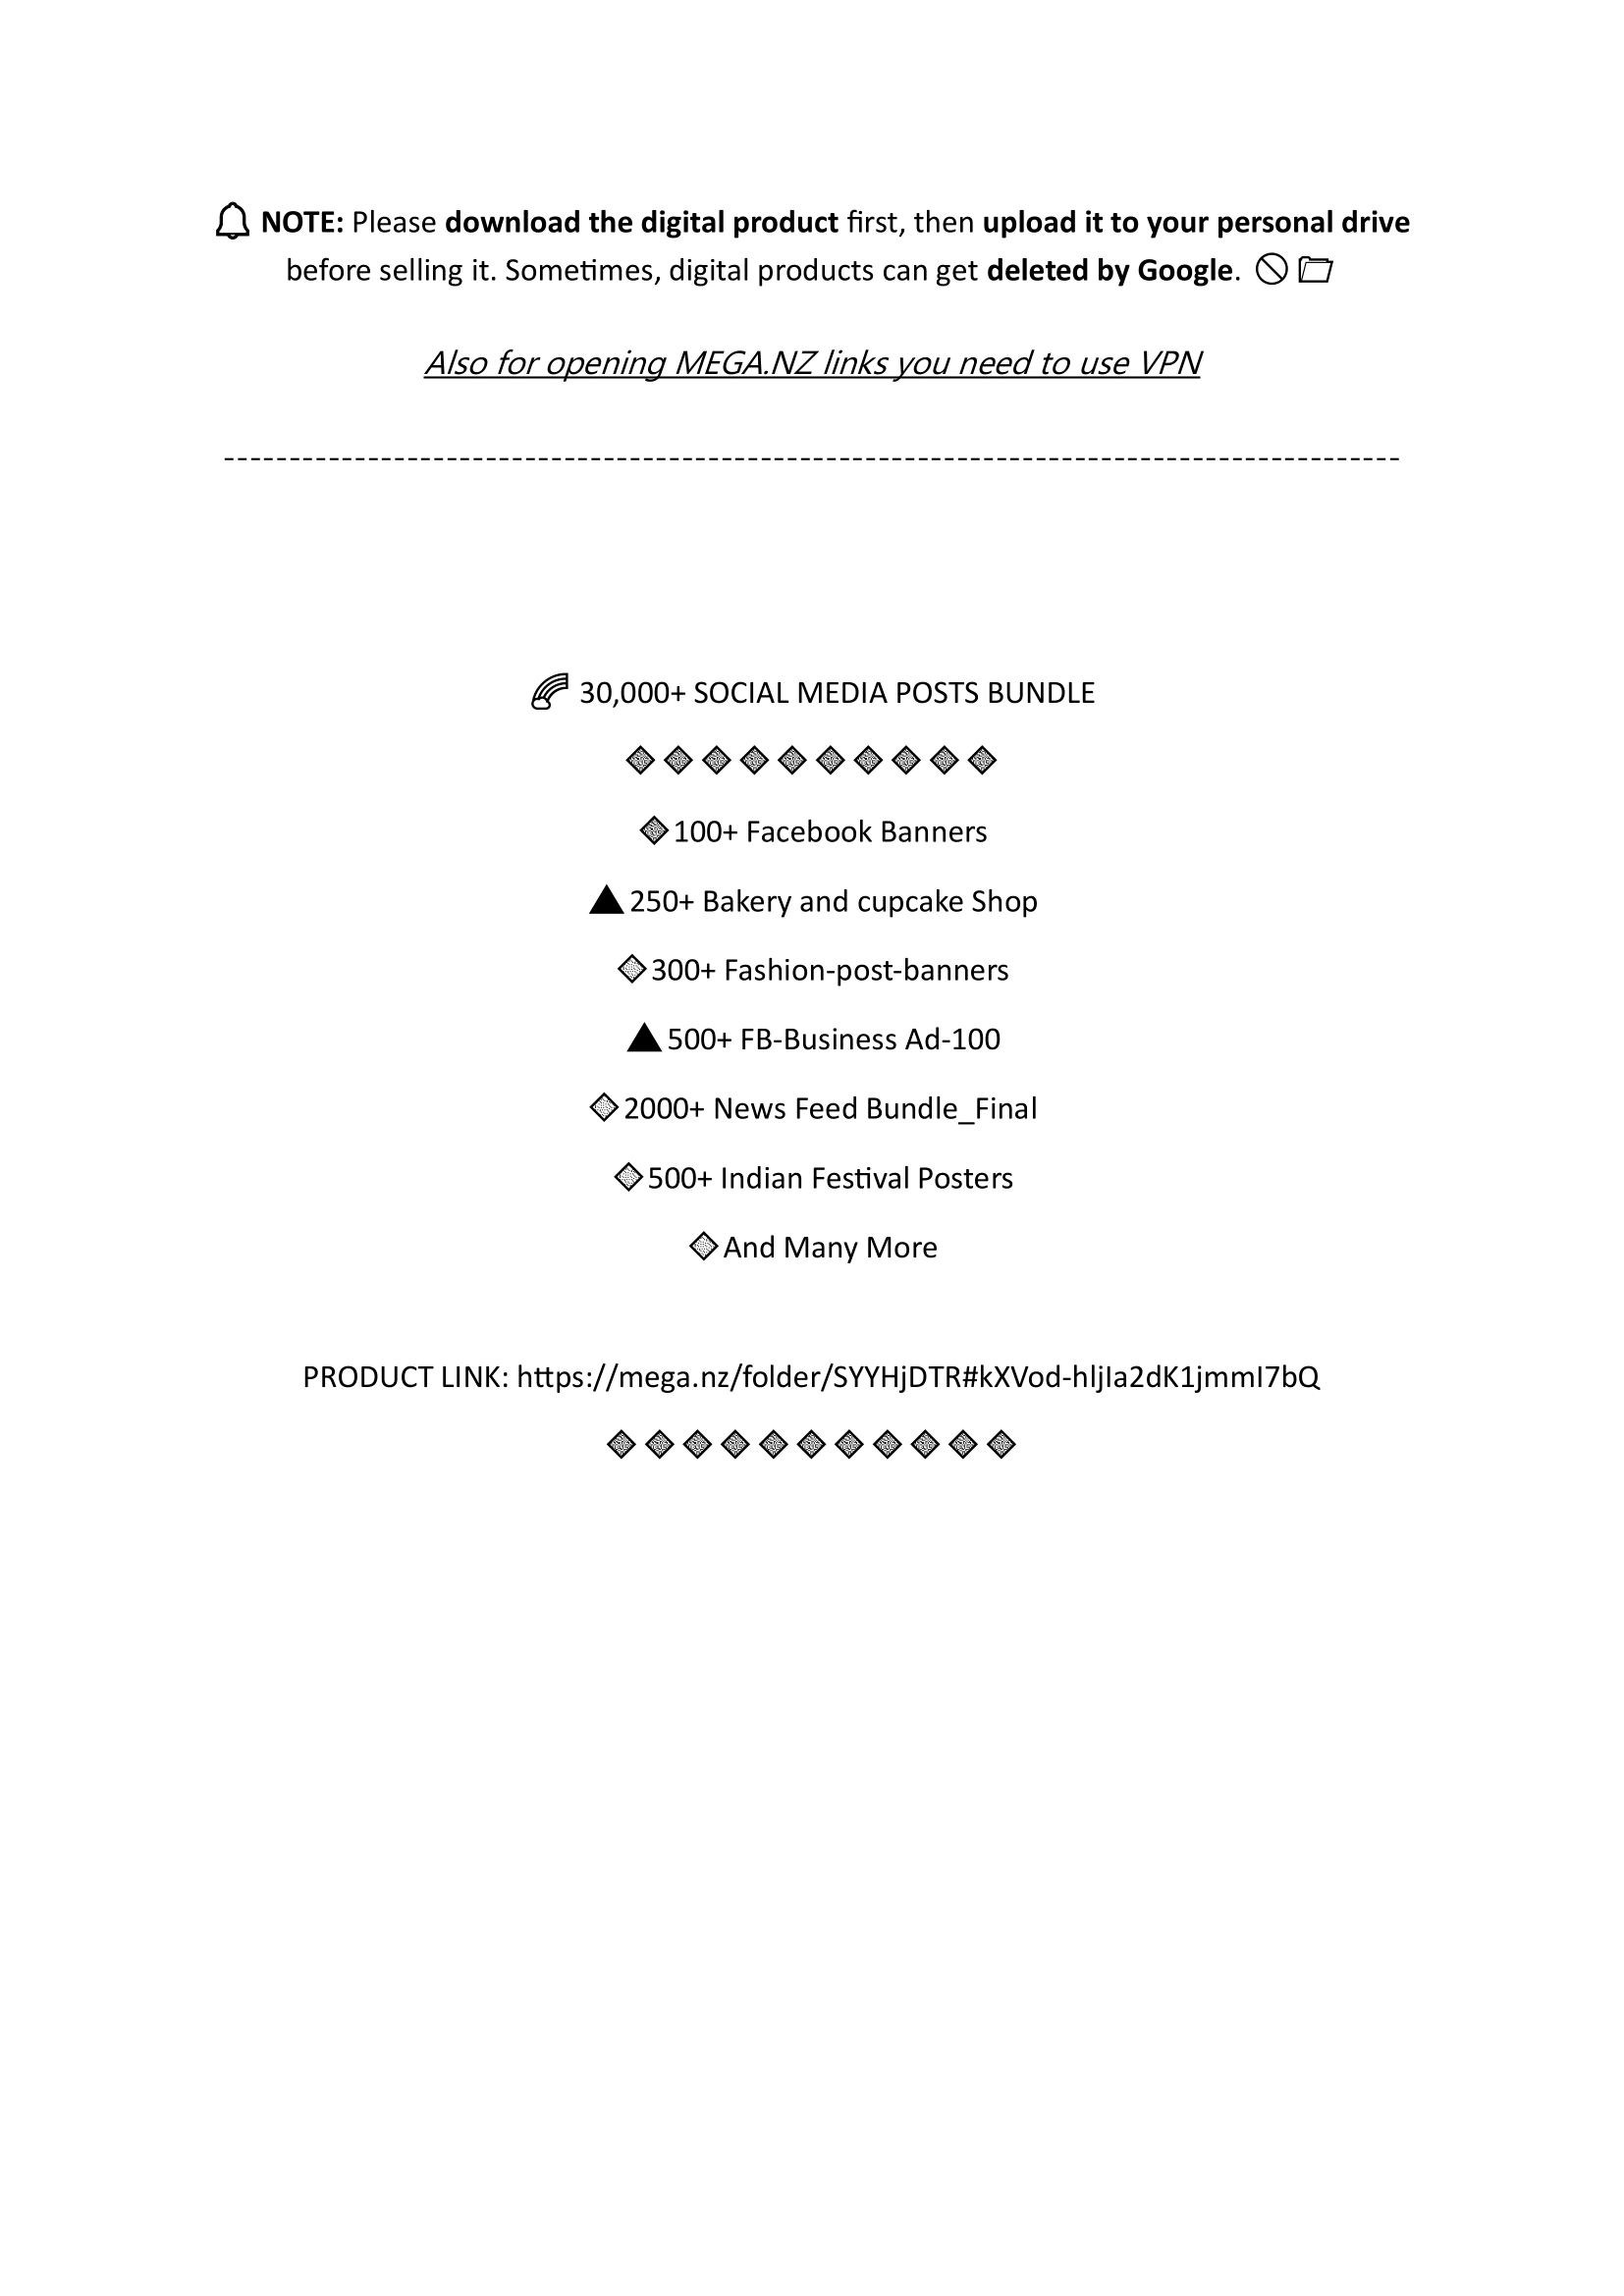 🔔 NOTE: Please download the digital product first, then upload it to your personal drive
before selling it. Sometimes, digital products can get deleted by Google. 🚫📂
Also for opening MEGA.NZ links you need to use VPN
------------------------------------------------------------------------------------------
🌈 30,000+ SOCIAL MEDIA POSTS BUNDLE
🔶🔶🔶🔶🔶🔶🔶🔶🔶🔶
🔶100+ Facebook Banners
▲250+ Bakery and cupcake Shop
🔷300+ Fashion-post-banners
▲500+ FB-Business Ad-100
🔷2000+ News Feed Bundle_Final
🔷500+ Indian Festival Posters
🔷And Many More
PRODUCT LINK: https://mega.nz/folder/SYYHjDTR#kXVod-hljIa2dK1jmmI7bQ
🔶🔶🔶🔶🔶🔶🔶🔶🔶🔶🔶